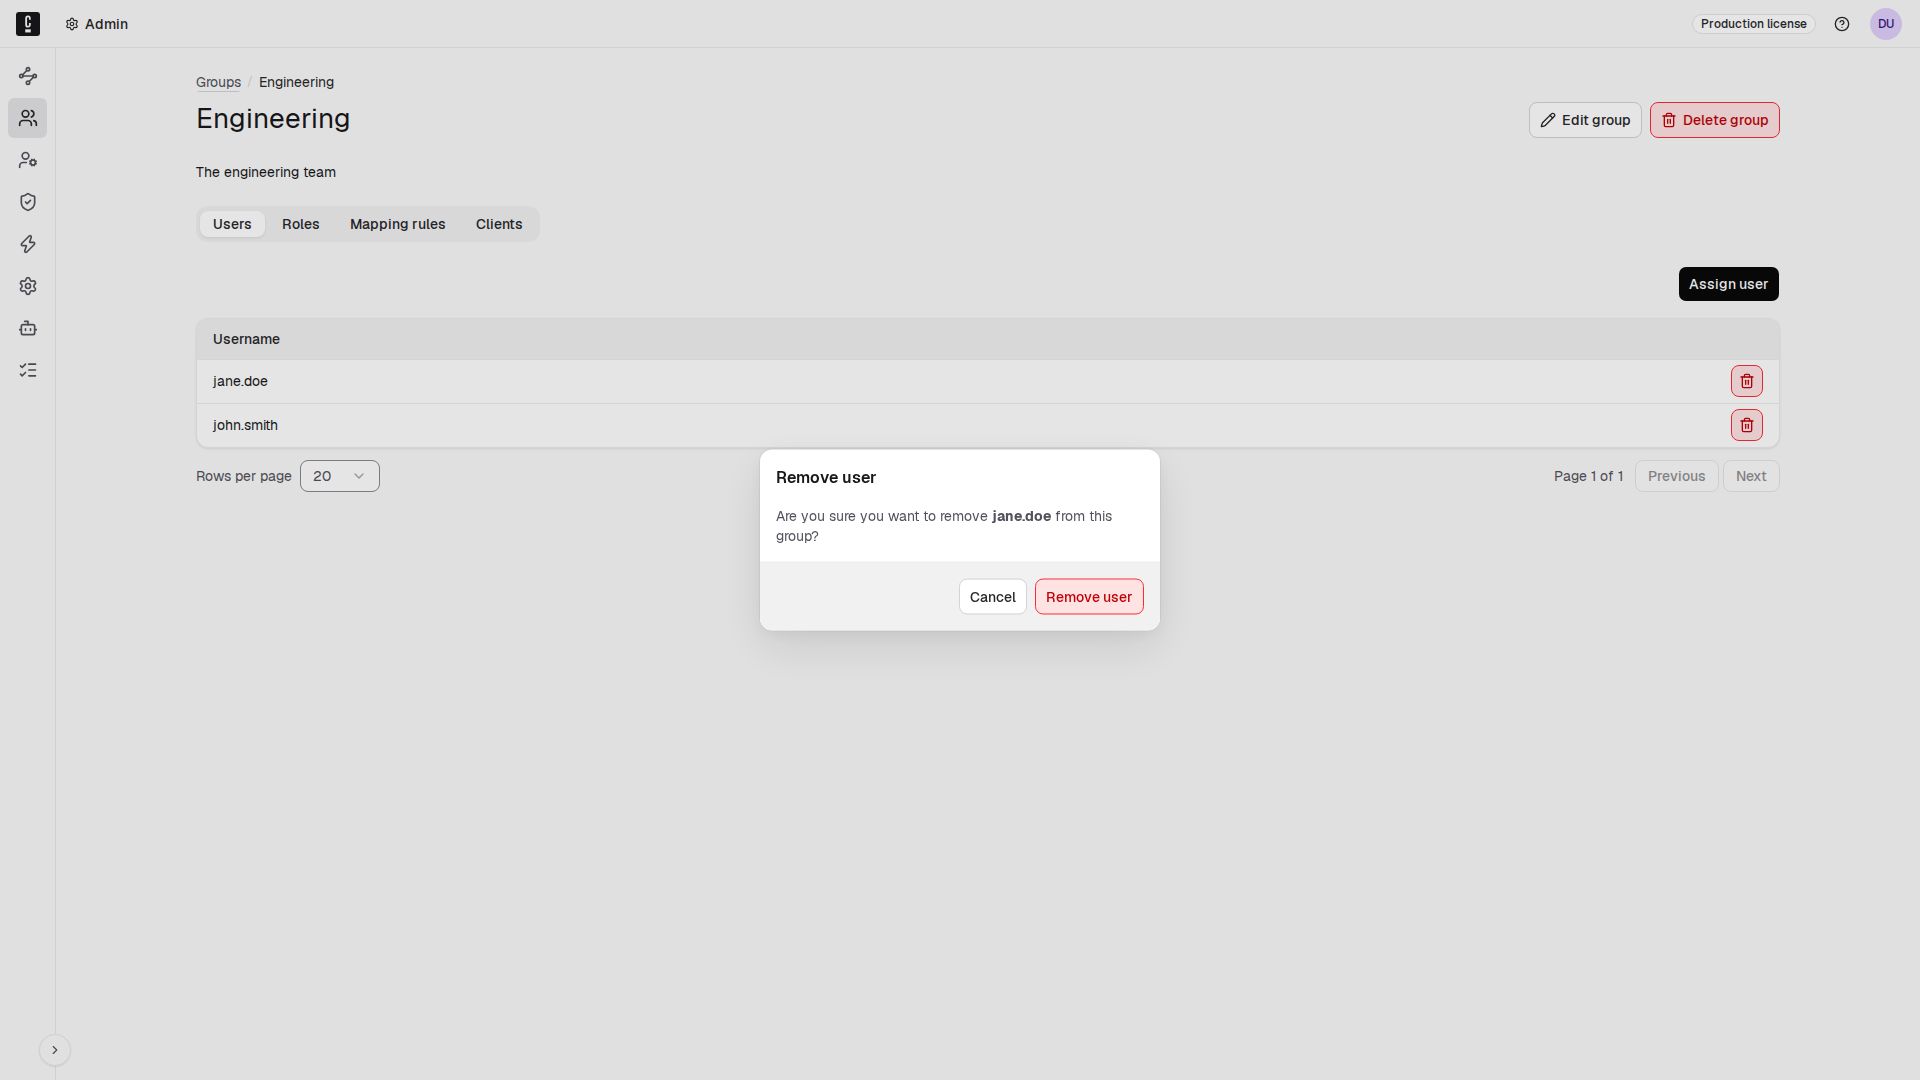 Admin
Production license
DU
Groups / Engineering
Engineering
Edit group
Delete group
The engineering team
Users
Roles
Mapping rules
Clients
Assign user
Username
jane.doe
john.smith
Rows per page
20
Page 1 of 1
Previous
Next
Remove user
Are you sure you want to remove jane.doe from this
group?
Cancel
Remove user